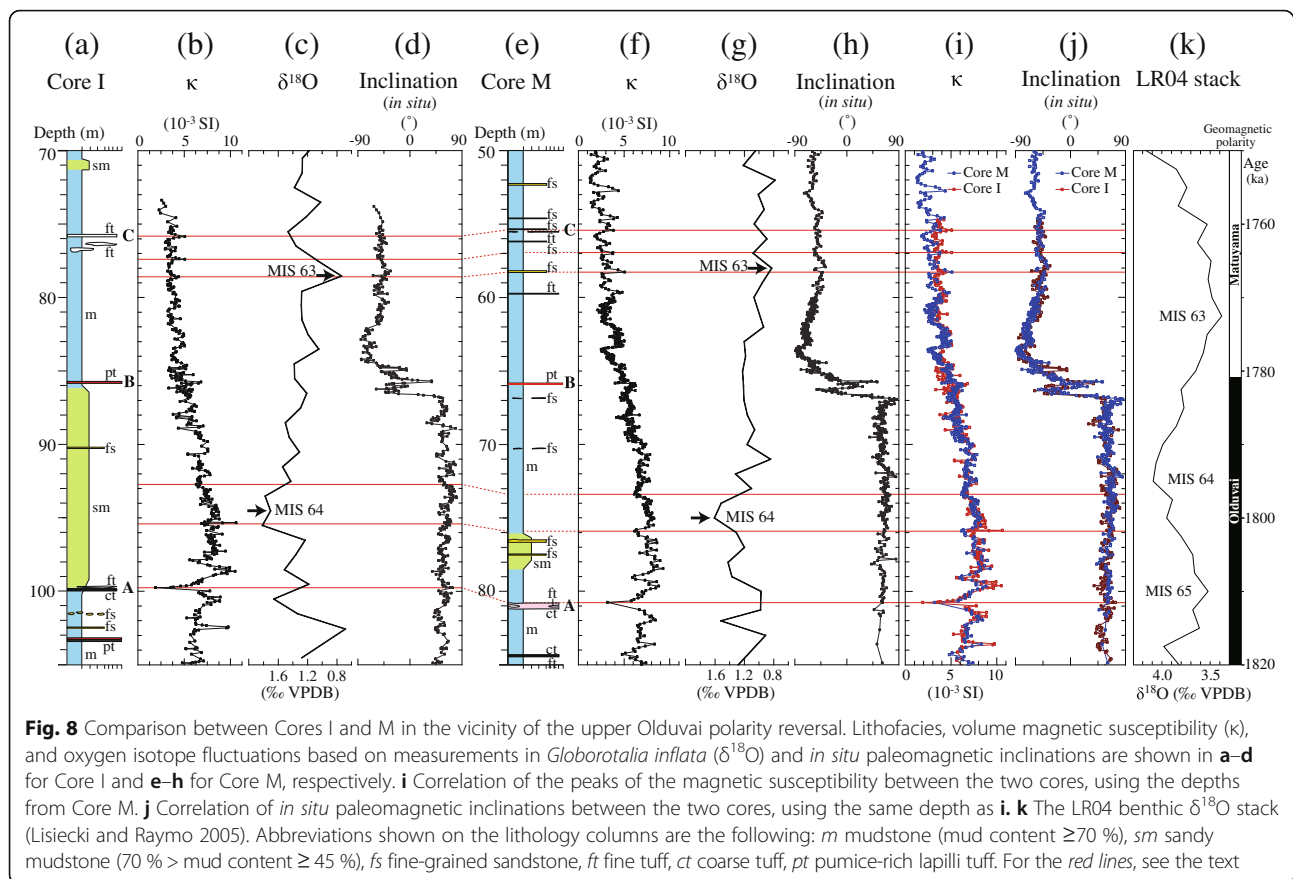 (a) (b) (c) (d) (e) (f) (g) (h) (i) (j) (k)
Core I κ δ18O Inclination Core M κ δ18O Inclination κ Inclination LR04 stack
(in situ) (in situ) (in situ)
Depth (m) (10-3 SI) (°) Depth (m) (10-3 SI) (°) (°) Geomagnetic polarity
0 5 10 -90 0 90 0 5 10 -90 0 90 -90 0 90 Age (ka)
70 80 90 100
sm
ft C
ft
m
pt B
fs
sm
ft A
ct
fs
fs
pt
m
MIS 63
MIS 64
1.6 1.2 0.8
(‰ VPDB)
50 60 70 80
fs
fs
fs
C
ft
fs
fs
ft
pt B
fs
fs
m
fs
fs
sm
ft
A
ct
m
ct
ft
MIS 63
MIS 64
1.6 1.2 0.8
(‰ VPDB)
Core M
Core I
0 5 10
(10-3 SI)
Core M
Core I
MIS 63
MIS 64
MIS 65
4.0 3.5
δ18O (‰ VPDB)
Matuyama
Olduvai
1760
1780
1800
1820
Fig. 8 Comparison between Cores I and M in the vicinity of the upper Olduvai polarity reversal. Lithofacies, volume magnetic susceptibility (κ),
and oxygen isotope fluctuations based on measurements in Globorotalia inflata (δ18O) and in situ paleomagnetic inclinations are shown in a–d
for Core I and e–h for Core M, respectively. i Correlation of the peaks of the magnetic susceptibility between the two cores, using the depths
from Core M. j Correlation of in situ paleomagnetic inclinations between the two cores, using the same depth as i. k The LR04 benthic δ18O stack
(Lisiecki and Raymo 2005). Abbreviations shown on the lithology columns are the following: m mudstone (mud content ≥70 %), sm sandy
mudstone (70 % > mud content ≥ 45 %), fs fine-grained sandstone, ft fine tuff, ct coarse tuff, pt pumice-rich lapilli tuff. For the red lines, see the text